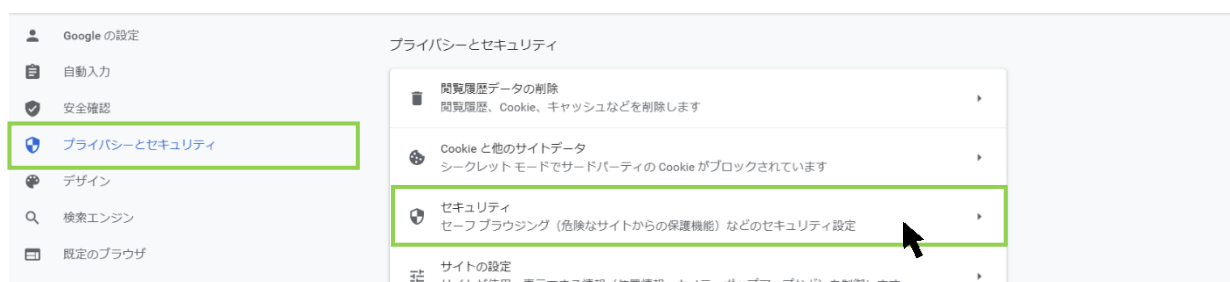 Google の設定
自動入力
安全確認
プライバシーとセキュリティ
デザイン
検索エンジン
既定のブラウザ
プライバシーとセキュリティ
閲覧履歴データの削除
閲覧履歴、Cookie、キャッシュなどを削除します
Cookie と他のサイトデータ
シークレット モードでサードパーティの Cookie がブロックされています
セキュリティ
セーフ ブラウジング（危険なサイトからの保護機能）などのセキュリティ設定
サイトの設定